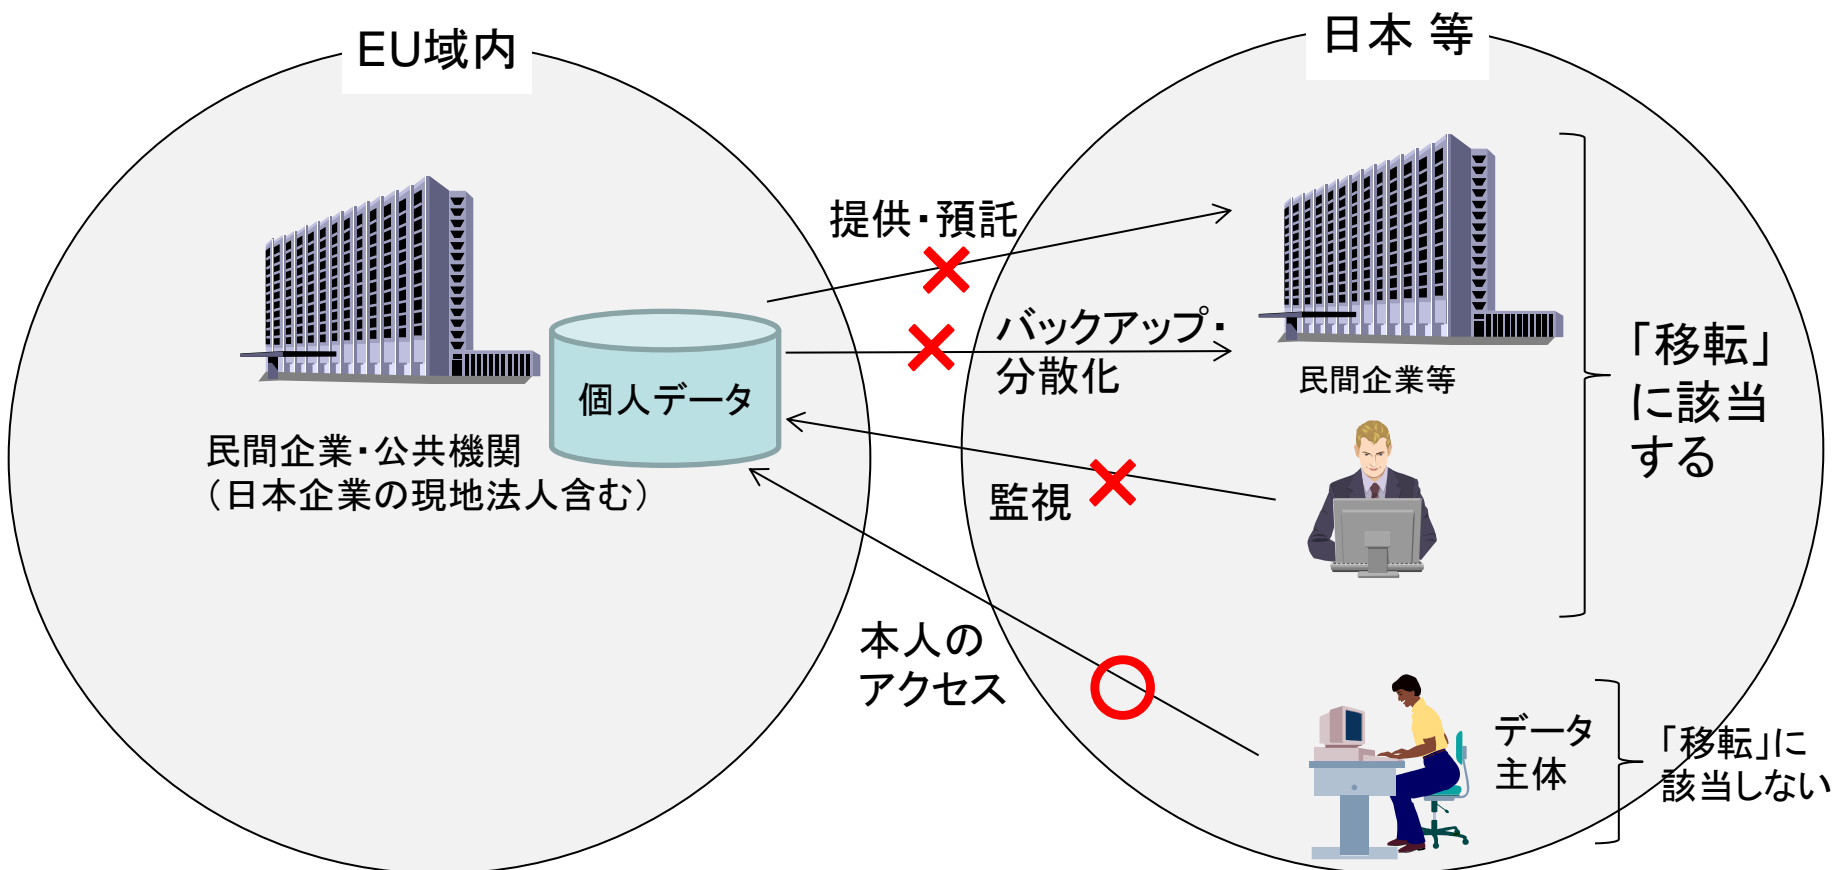 EU域内
日本 等
提供・預託
バックアップ・
分散化
民間企業等
個人データ
民間企業・公共機関
（日本企業の現地法人含む）
監視
「移転」
に該当
する
本人の
アクセス
データ
主体
「移転」に
該当しない